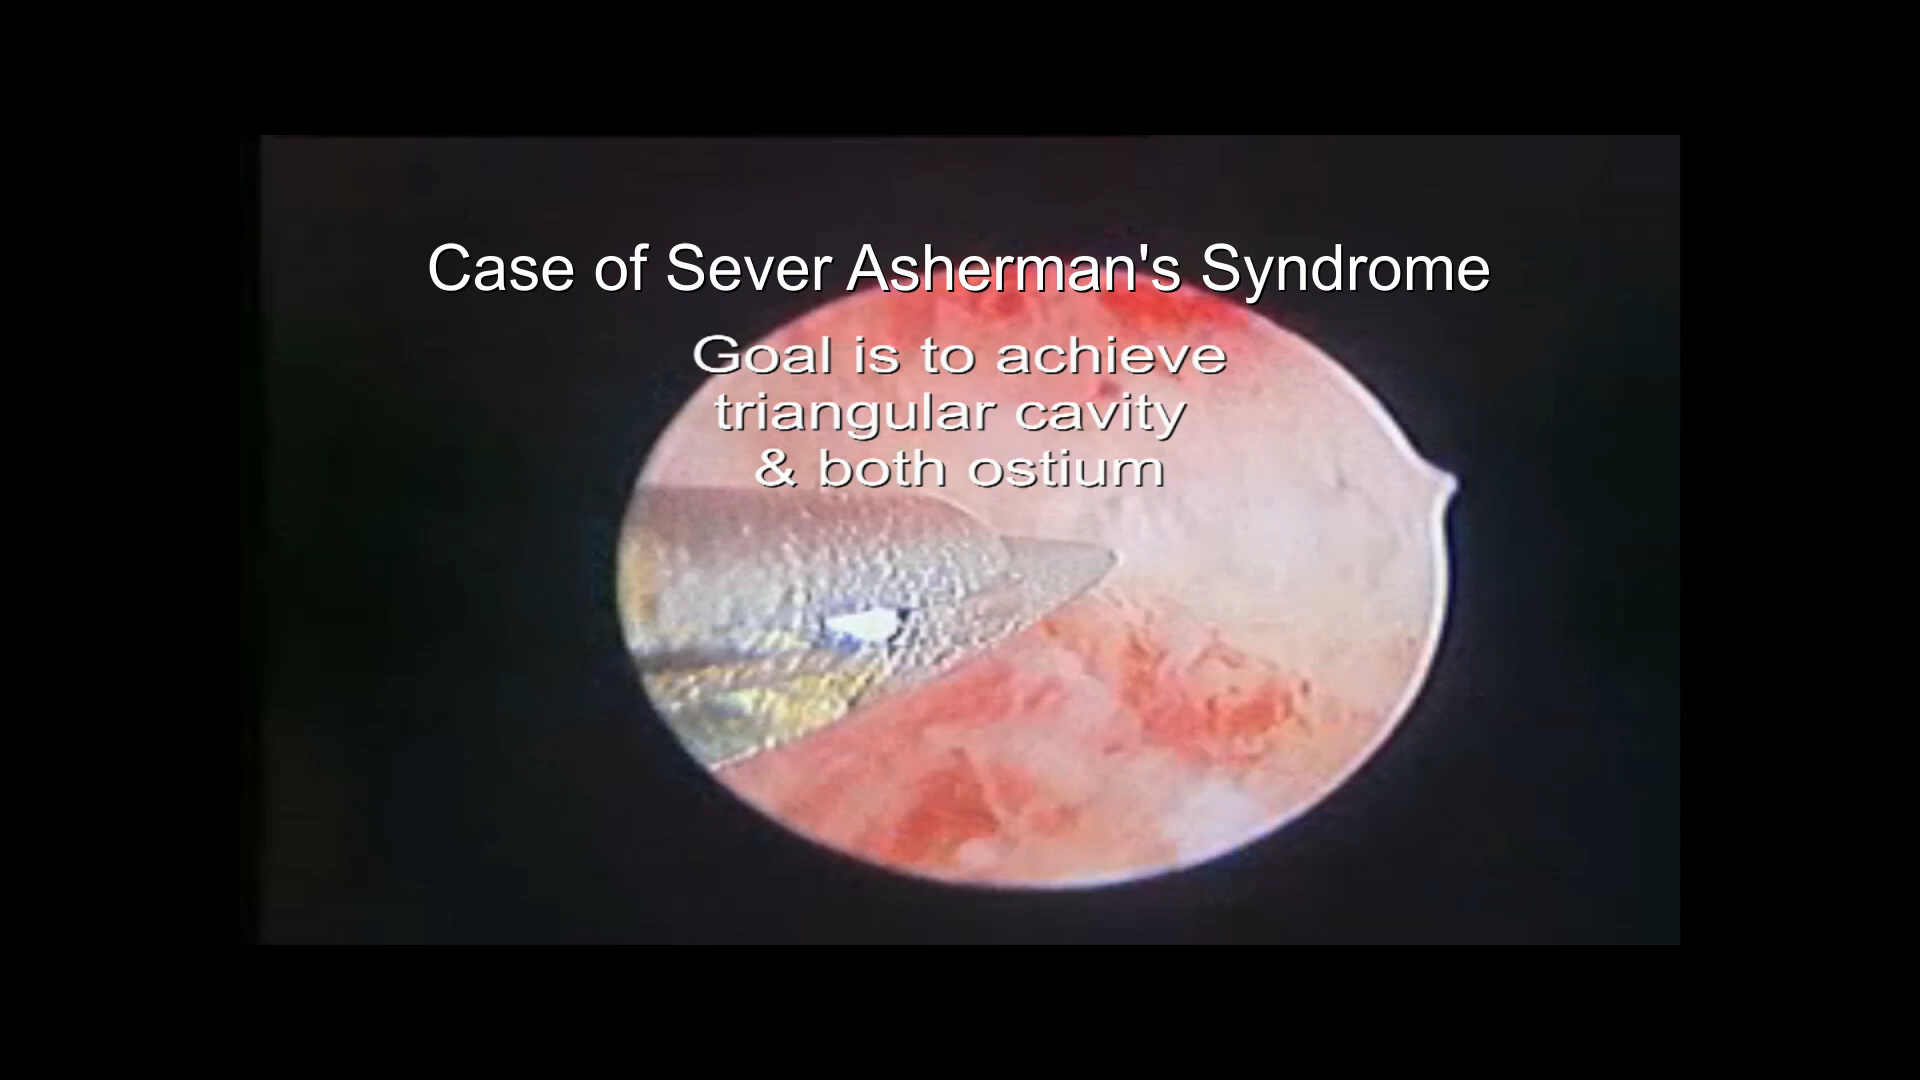 Case of Sever Asherman's Syndrome
Goal is to achieve
triangular cavity
& both ostium